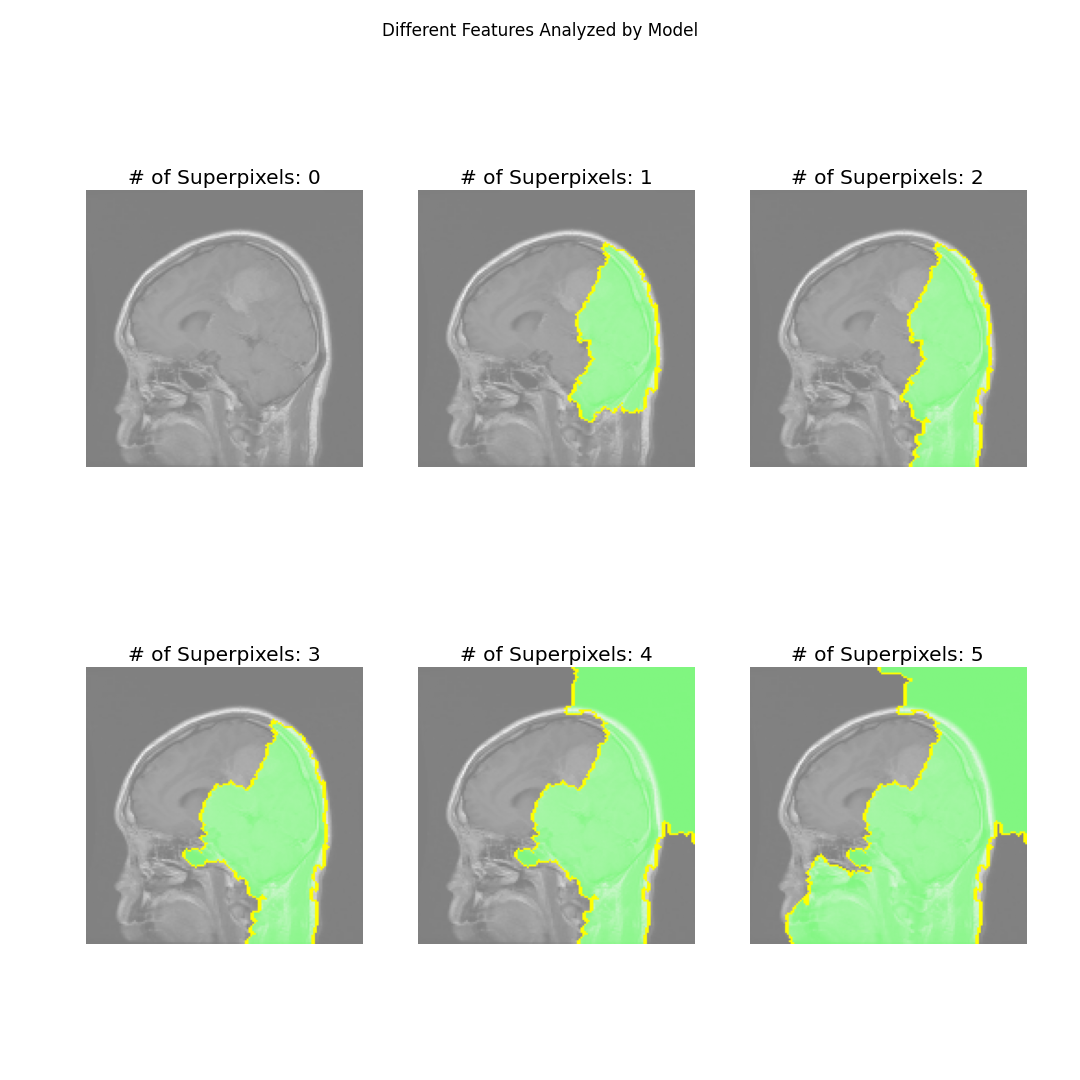 Different Features Analyzed by Model
# of Superpixels: 0
# of Superpixels: 1
# of Superpixels: 2
# of Superpixels: 3
# of Superpixels: 4
# of Superpixels: 5